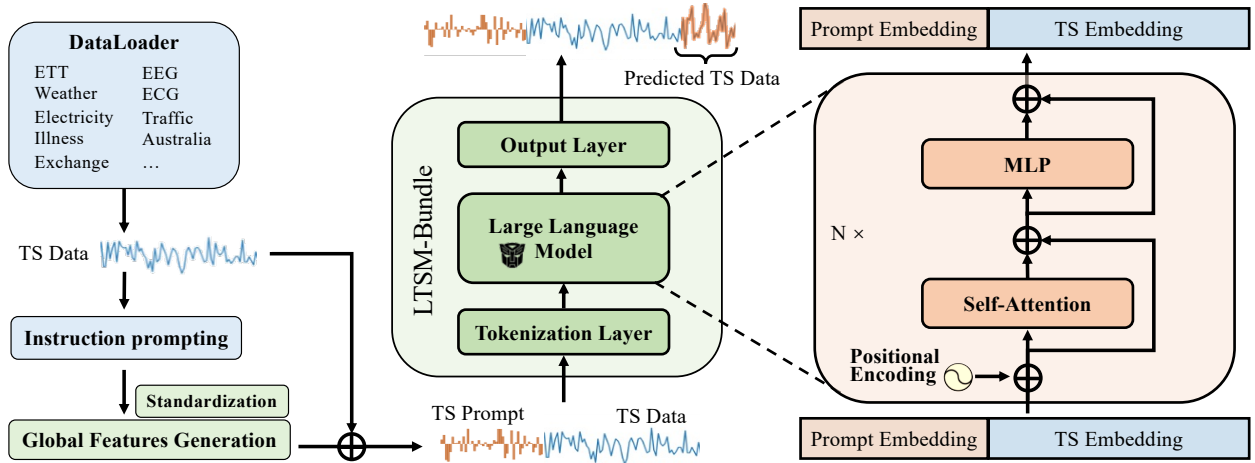 DataLoader
ETT EEG
Weather ECG
Electricity Traffic
Illness Australia
Exchange ...
TS Data
Instruction prompting
Standardization
Global Features Generation
Predicted TS Data
LTSM-Bundle
Output Layer
Large Language
Model
Tokenization Layer
TS Prompt TS Data
Prompt Embedding TS Embedding
MLP
N ×
Self-Attention
Positional
Encoding
Prompt Embedding TS Embedding